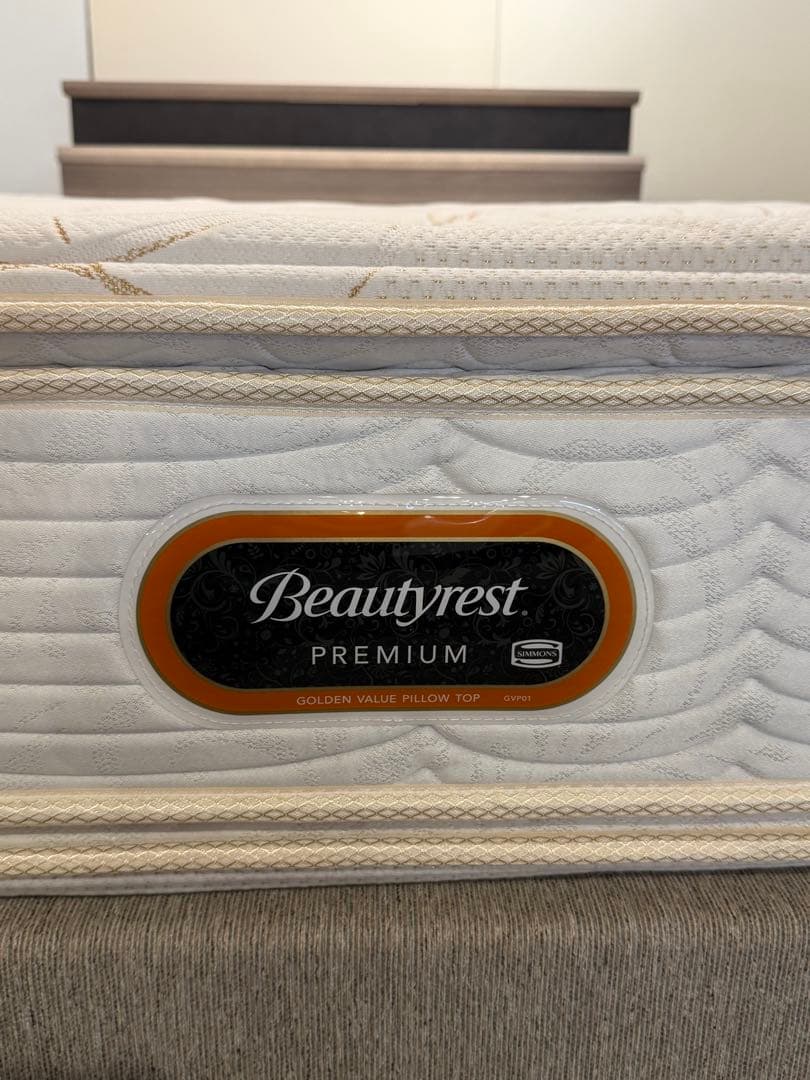 Beautyrest®
PREMIUM
SIMMONS
GOLDEN VALUE PILLOW TOP GVP01